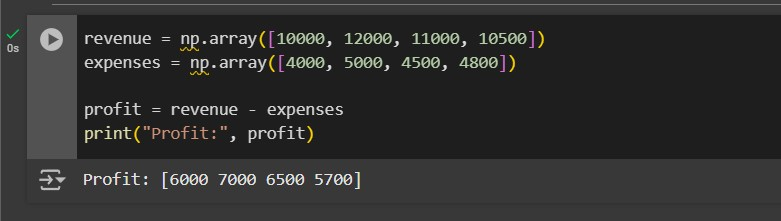 0s
revenue = np.array([10000, 12000, 11000, 10500])
expenses = np.array([4000, 5000, 4500, 4800])
profit = revenue - expenses
print("Profit:", profit)
Profit: [6000 7000 6500 5700]